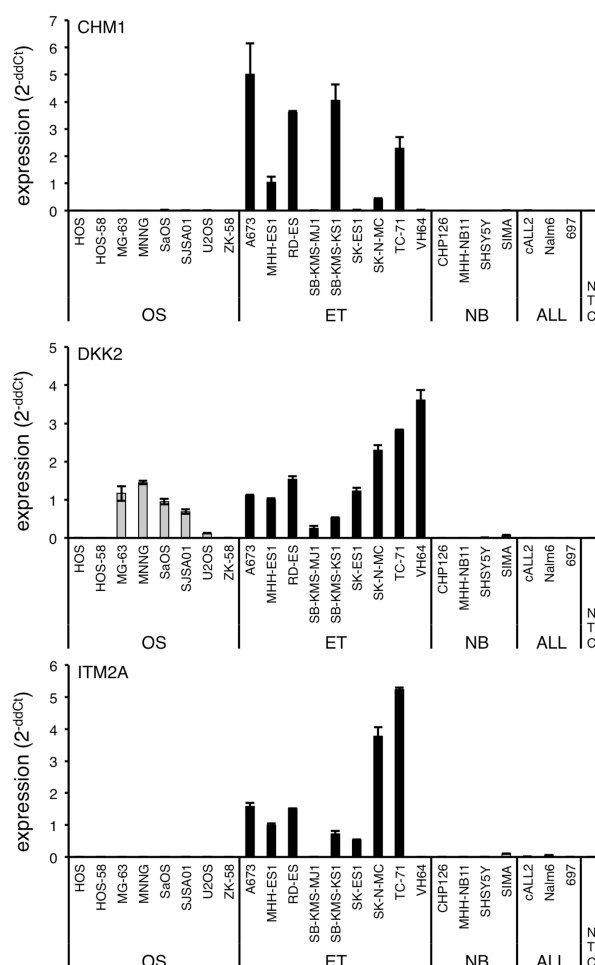 CHM1
expression (2-ddCt)
7
6
5
4
3
2
1
0
HOS
HOS-58
MG-63
MNNG
SaOS
SJSA01
U2OS
ZK-58
A673
MHH-ES1
RD-ES
SB-KMS-MJ1
SB-KMS-KS1
SK-ES1
SK-N-MC
TC-71
VH64
CHP126
MHH-NB11
SHSY5Y
SIMA
cALL2
Nalm6
697
N
T
C
OS ET NB ALL
DKK2
expression (2-ddCt)
5
4
3
2
1
0
HOS
HOS-58
MG-63
MNNG
SaOS
SJSA01
U2OS
ZK-58
A673
MHH-ES1
RD-ES
SB-KMS-MJ1
SB-KMS-KS1
SK-ES1
SK-N-MC
TC-71
VH64
CHP126
MHH-NB11
SHSY5Y
SIMA
cALL2
Nalm6
697
N
T
C
OS ET NB ALL
ITM2A
expression (2-ddCt)
6
5
4
3
2
1
0
HOS
HOS-58
MG-63
MNNG
SaOS
SJSA01
U2OS
ZK-58
A673
MHH-ES1
RD-ES
SB-KMS-MJ1
SB-KMS-KS1
SK-ES1
SK-N-MC
TC-71
VH64
CHP126
MHH-NB11
SHSY5Y
SIMA
cALL2
Nalm6
697
N
T
C
OS ET NB ALL